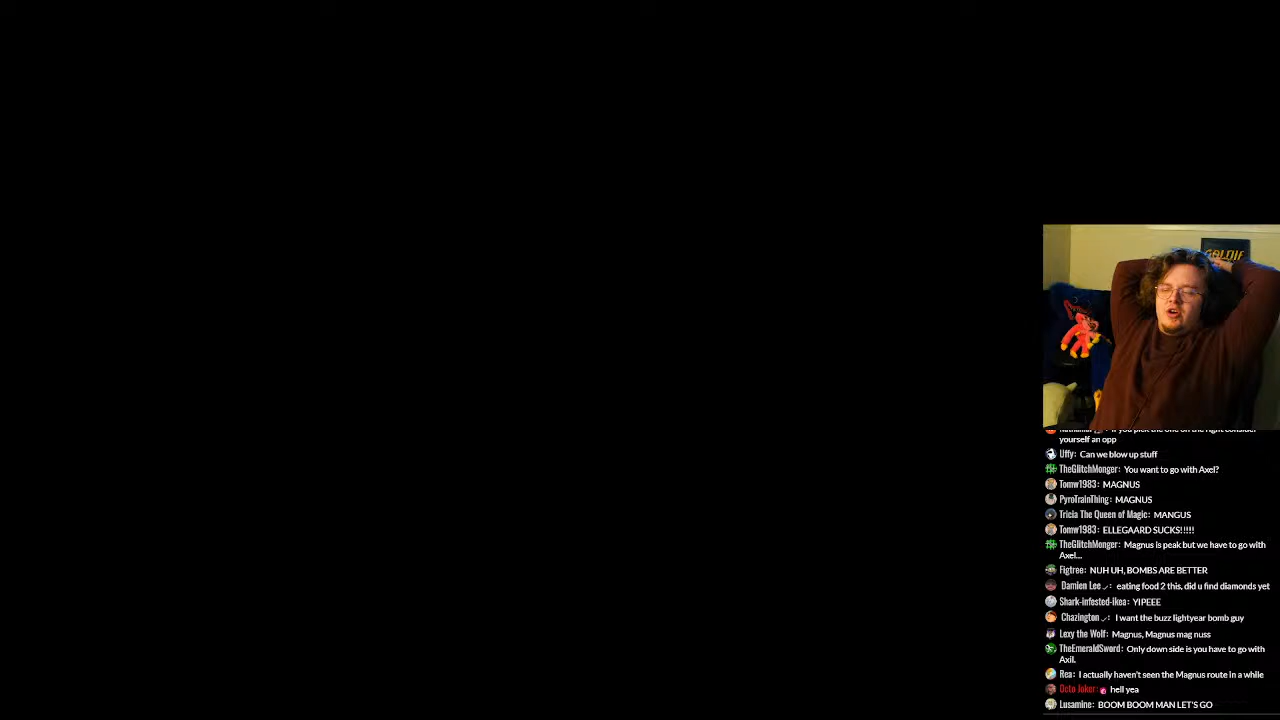 GOLDIE
yourself an opp
Uffy: Can we blow up stuff
TheGlitchMonger: You want to go with Axel?
Tomw1983: MAGNUS
PyroTrainThing: MAGNUS
Tricia The Queen of Magic: MANGUS
Tomw1983: ELLEGAARD SUCKS!!!!!
TheGlitchMonger: Magnus is peak but we have to go with
Axel...
Figtree: NUH UH, BOMBS ARE BETTER
Damien Lee: eating food 2 this, did u find diamonds yet
Shark-infested-ikea: YIPEEE
Chazington: I want the buzz lightyear bomb guy
Lexy the Wolf: Magnus, Magnus mag nuss
TheEmeraldSword: Only down side is you have to go with
Axil.
Rea: I actually haven't seen the Magnus route in a while
Octo Joker: hell yea
Lusamine: BOOM BOOM MAN LET'S GO